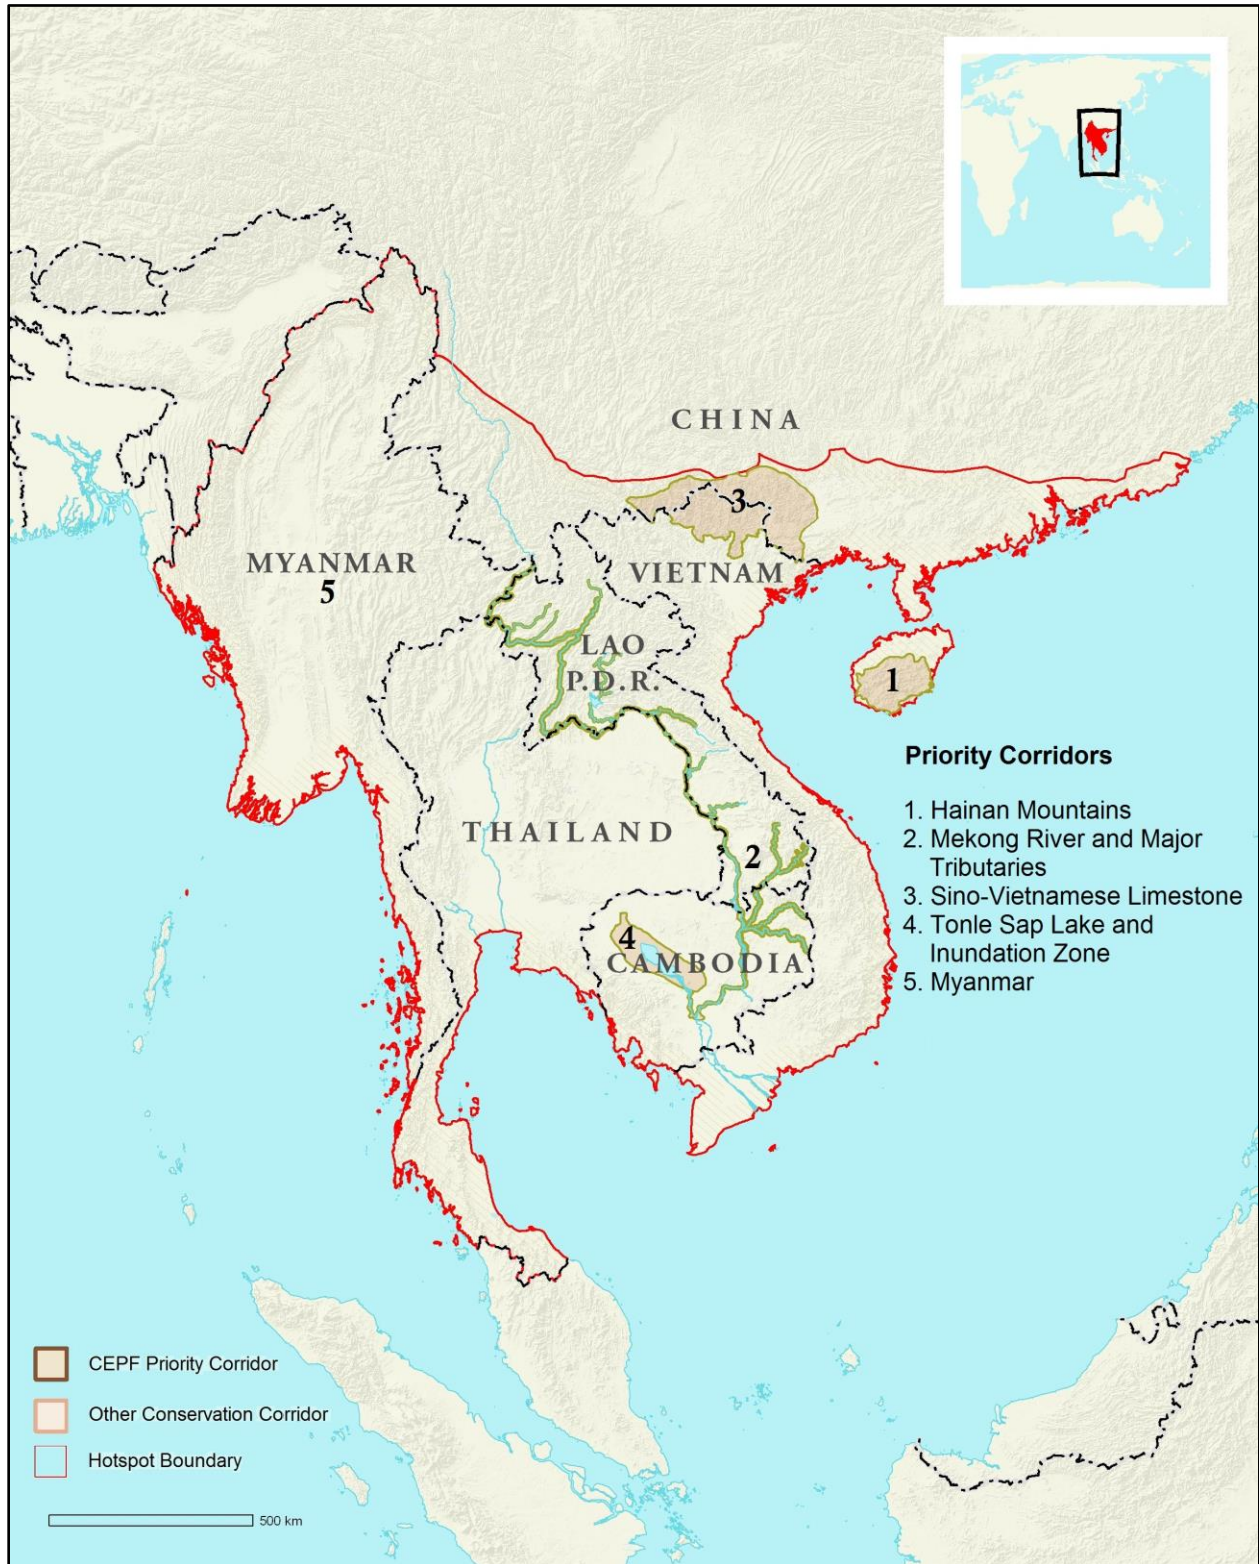 CHINA
3
MYANMAR
5
VIETNAM
LAO
P.D.R.
1
Priority Corridors
1. Hainan Mountains
2. Mekong River and Major
Tributaries
3. Sino-Vietnamese Limestone
4. Tonle Sap Lake and
Inundation Zone
5. Myanmar
THAILAND
2
4
CAMBODIA
CEPF Priority Corridor
Other Conservation Corridor
Hotspot Boundary
500 km